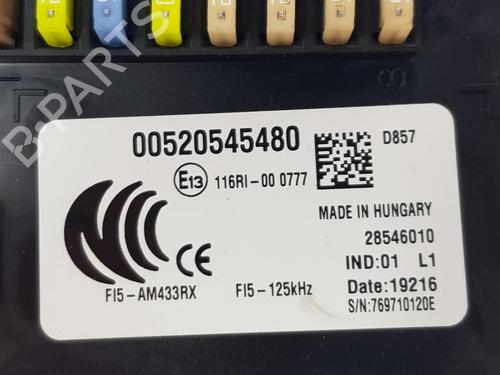 00520545480
D857
E13 116RI-00 0777
MADE IN HUNGARY
28546010
CE
IND:01 L1
FI5-AM433RX FI5-125kHz
Date:19216
S/N:769710120E
8
B-PARTS